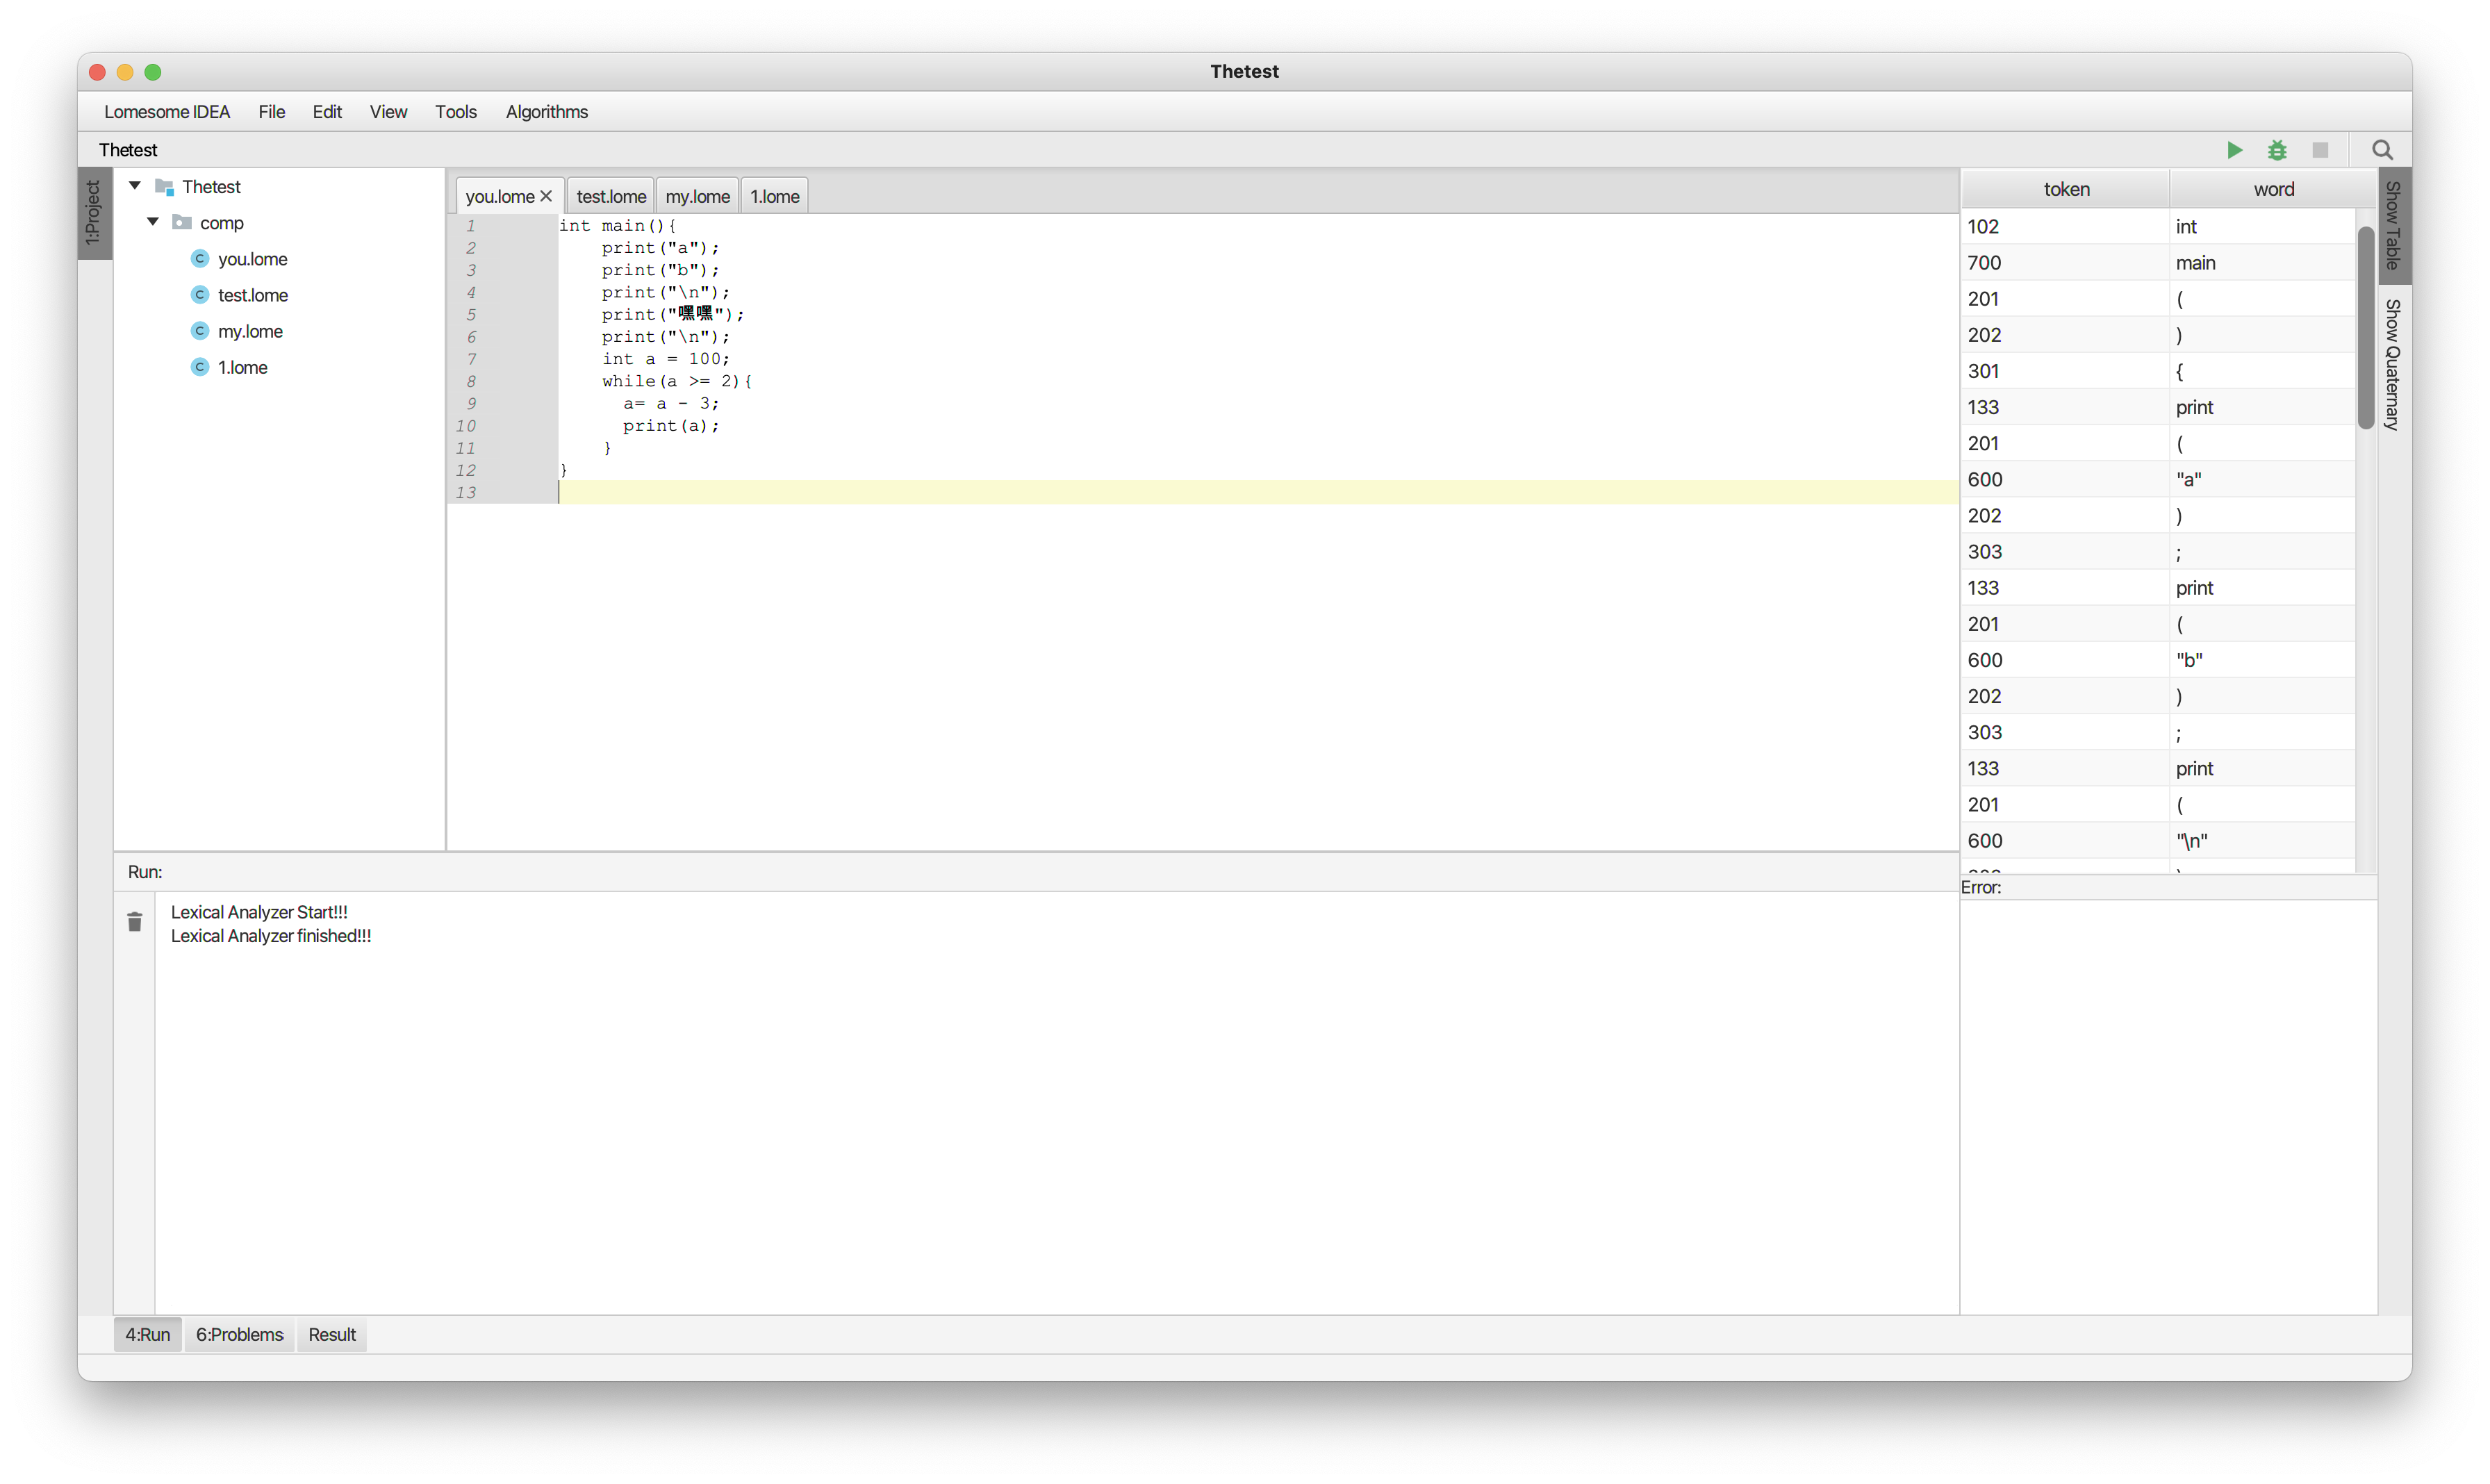 Thetest
Lomesome IDEA File Edit View Tools Algorithms
Thetest
1:Project
Thetest
comp
you.lome
test.lome
my.lome
1.lome
you.lome test.lome my.lome 1.lome
1 int main(){
2 print("a");
3 print("b");
4 print("\n");
5 print("嘿嘿");
6 print("\n");
7 int a = 100;
8 while(a >= 2){
9 a= a - 3;
10 print(a);
11 }
12 }
13
token word
102 int
700 main
201 (
202 )
301 {
133 print
201 (
600 "a"
202 )
303 ;
133 print
201 (
600 "b"
202 )
303 ;
133 print
201 (
600 "\n"
Show Table
Show Quaternary
Run:
Lexical Analyzer Start!!!
Lexical Analyzer finished!!!
Error:
4:Run 6:Problems Result